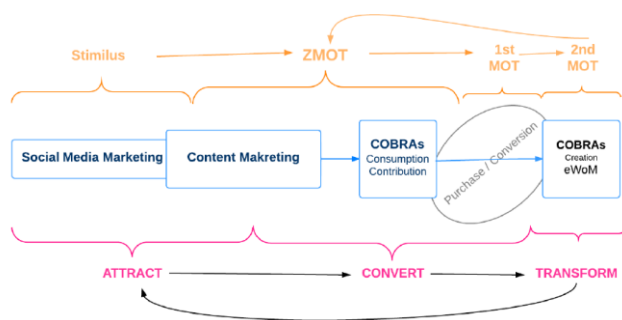 Stimilus
ZMOT
1st
MOT
2nd
MOT
Social Media Marketing
Content Makreting
COBRAs
Consumption
Contribution
Purchase / Conversion
COBRAs
Creation
eWoM
ATTRACT
CONVERT
TRANSFORM